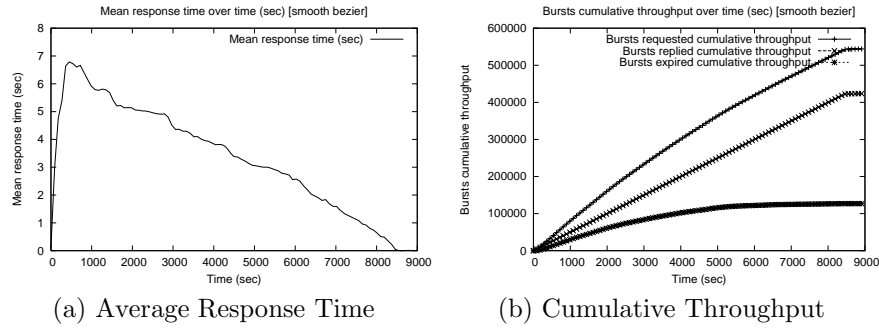 Mean response time over time (sec) [smooth bezier]
Mean response time (sec)
8
7
6
5
4
3
2
1
0
Mean response time (sec)
0 1000 2000 3000 4000 5000 6000 7000 8000 9000
Time (sec)
(a) Average Response Time
Bursts cumulative throughput over time (sec) [smooth bezier]
Bursts requested cumulative throughput
Bursts replied cumulative throughput
Bursts expired cumulative throughput
600000
500000
400000
300000
200000
100000
0
Bursts cumulative throughput
0 1000 2000 3000 4000 5000 6000 7000 8000 9000
Time (sec)
(b) Cumulative Throughput